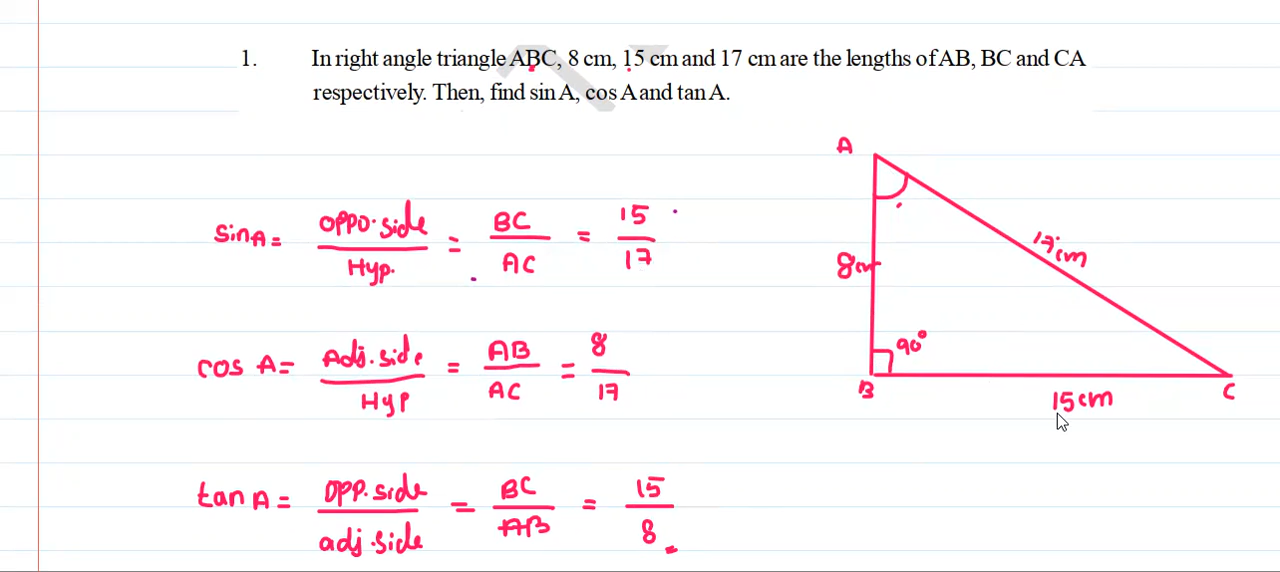 1. In right angle triangle ABC, 8 cm, 15 cm and 17 cm are the lengths of AB, BC and CA
respectively. Then, find sin A, cos A and tan A.
A
sinA = oppo.side / Hyp. = BC / AC = 15 / 17
17cm
8cm
cos A = Adj.side / Hyp = AB / AC = 8 / 17
90°
B
C
15cm
tan A = opp.side / adj.side = BC / AB = 15 / 8